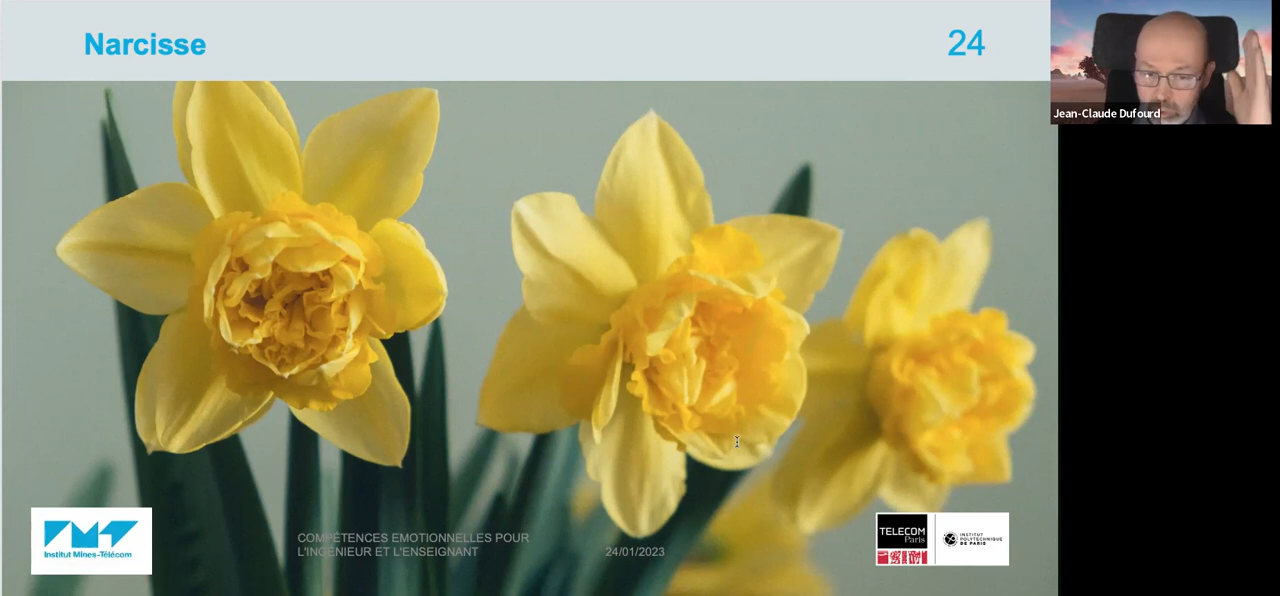 Narcisse
24
Jean-Claude Dufourd
Institut Mines-Télécom
COMPÉTENCES EMOTIONNELLES POUR
L'INGÉNIEUR ET L'ENSEIGNANT
24/01/2023
TELECOM
Paris
INSTITUT
POLYTECHNIQUE
DE PARIS